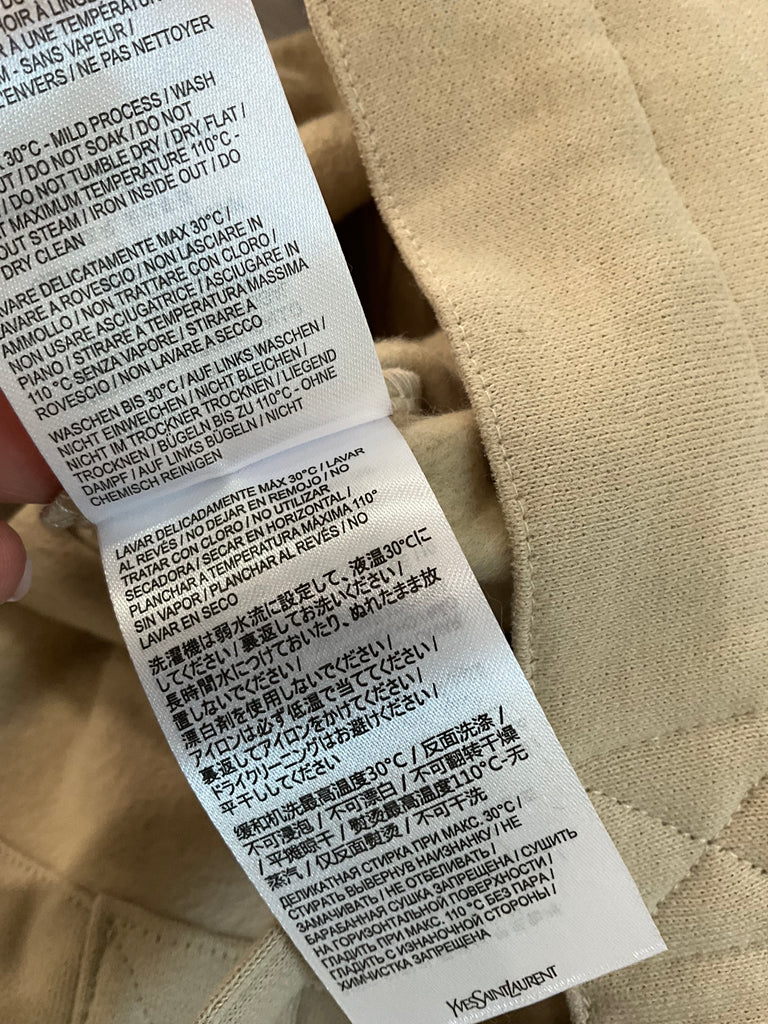 À UNE TEMPÉRATURE
M - SANS VAPEUR /
L'ENVERS / NE PAS NETTOYER
30°C - MILD PROCESS / WASH
/ DO NOT SOAK / DO NOT
/ DO NOT TUMBLE DRY / DRY FLAT /
MAXIMUM TEMPERATURE 110°C -
OUT STEAM / IRON INSIDE OUT / DO
DRY CLEAN
DELICATAMENTE MAX 30°C /
LAVARE A ROVESCIO / NON LASCIARE IN
AMMOLLO / NON TRATTARE CON CLORO /
NON USARE ASCIUGATRICE / ASCIUGARE IN
PIANO / STIRARE A TEMPERATURA MASSIMA
110 °C SENZA VAPORE / STIRARE A
ROVESCIO / NON LAVARE A SECCO
WASCHEN BIS 30°C / AUF LINKS WASCHEN /
NICHT EINWEICHEN / NICHT BLEICHEN /
NICHT IM TROCKNER TROCKNEN / LIEGEND
TROCKNEN / BÜGELN BIS ZU 110°C - OHNE
DAMPF / AUF LINKS BÜGELN / NICHT
CHEMISCH REINIGEN
LAVAR DELICADAMENTE MÁX 30°C / LAVAR
AL REVÉS / NO DEJAR EN REMOJO / NO
TRATAR CON CLORO / NO UTILIZAR
SECADORA / SECAR EN HORIZONTAL /
PLANCHAR A TEMPERATURA MÁXIMA 110°
SIN VAPOR / PLANCHAR AL REVÉS / NO
LAVAR EN SECO
洗濯機は弱水流に設定して、液温30℃に
してください / 裏返してお洗いください /
長時間水につけておいたり、ぬれたまま放
置しないでください /
漂白剤を使用しないでください /
アイロンは必ず低温で当ててください /
裏返してアイロンをかけてください /
ドライクリーニングはお避けください /
平干ししてください
缓和机洗最高温度30°C / 反面洗涤 /
不可浸泡 / 不可漂白 / 不可翻转干燥
/ 平摊晾干 / 熨烫最高温度110°C-无
蒸汽 / 仅反面熨烫 / 不可干洗
ДЕЛИКАТНАЯ СТИРКА ПРИ МАКС. 30°C /
СТИРАТЬ ВЫВЕРНУВ НАИЗНАНКУ / НЕ
ЗАМАЧИВАТЬ / НЕ ОТБЕЛИВАТЬ /
БАРАБАННАЯ СУШКА ЗАПРЕЩЕНА / СУШИТЬ
НА ГОРИЗОНТАЛЬНОЙ ПОВЕРХНОСТИ /
ГЛАДИТЬ ПРИ МАКС. 110 °C БЕЗ ПАРА /
ГЛАДИТЬ С ИЗНАНОЧНОЙ СТОРОНЫ /
ХИМЧИСТКА ЗАПРЕЩЕНА
YVESSAINTLAURENT